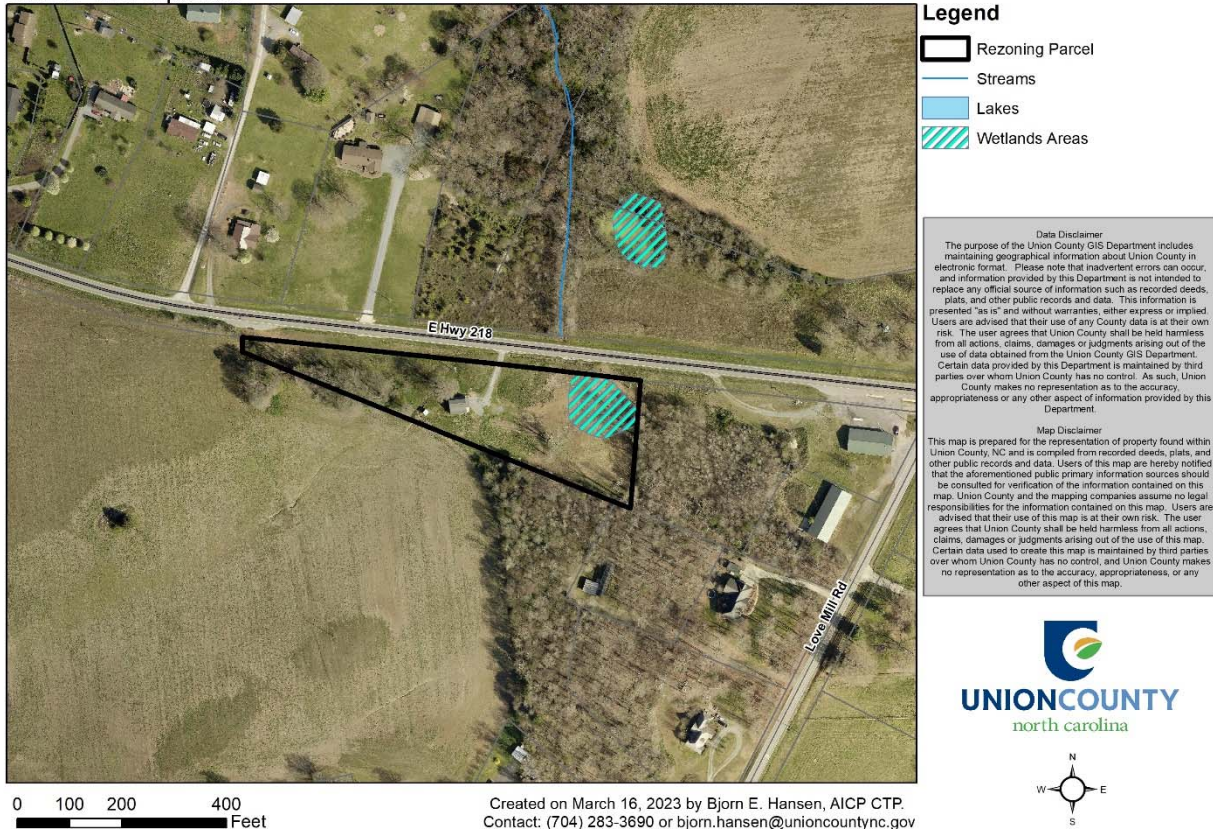 Legend
Rezoning Parcel
Streams
Lakes
Wetlands Areas
E Hwy 218
Love Mill Rd
Data Disclaimer
The purpose of the Union County GIS Department includes
maintaining geographical information about Union County in
electronic format. Please note that inadvertent errors can occur,
and information provided by this Department is not intended to
replace any official source of information such as recorded deeds,
plats, and other public records and data. This information is
presented "as is" and without warranties, either express or implied.
Users are advised that their use of any County data is at their own
risk. The user agrees that Union County shall be held harmless
from all actions, claims, damages or judgments arising out of the
use of data obtained from the Union County GIS Department.
Certain data provided by this Department is maintained by third
parties over whom Union County has no control. As such, Union
County makes no representation as to the accuracy,
appropriateness or any other aspect of information provided by this
Department.
Map Disclaimer
This map is prepared for the representation of property found within
Union County, NC and is compiled from recorded deeds, plats, and
other public records and data. Users of this map are hereby notified
that the aforementioned public primary information sources should
be consulted for verification of the information contained on this
map. Union County and the mapping companies assume no legal
responsibilities for the information contained on this map. Users are
advised that their use of this map is at their own risk. The user
agrees that Union County shall be held harmless from all actions,
claims, damages or judgments arising out of the use of this map.
Certain data used to create this map is maintained by third parties
over whom Union County has no control, and Union County makes
no representation as to the accuracy, appropriateness, or any
other aspect of this map.
UNIONCOUNTY
north carolina
N
W E
S
0 100 200 400
Feet
Created on March 16, 2023 by Bjorn E. Hansen, AICP CTP.
Contact: (704) 283-3690 or bjorn.hansen@unioncountync.gov